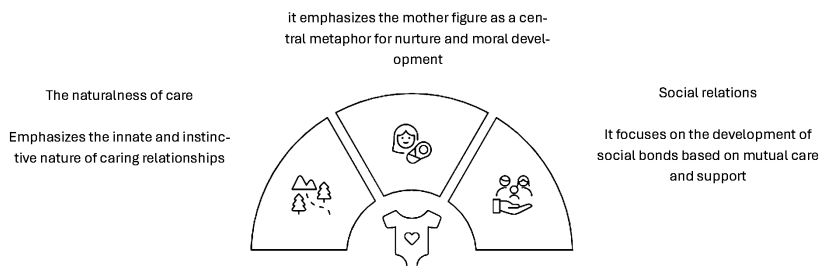 it emphasizes the mother figure as a cen-
tral metaphor for nurture and moral devel-
opment
The naturalness of care
Emphasizes the innate and instinc-
tive nature of caring relationships
Social relations
It focuses on the development of
social bonds based on mutual care
and support